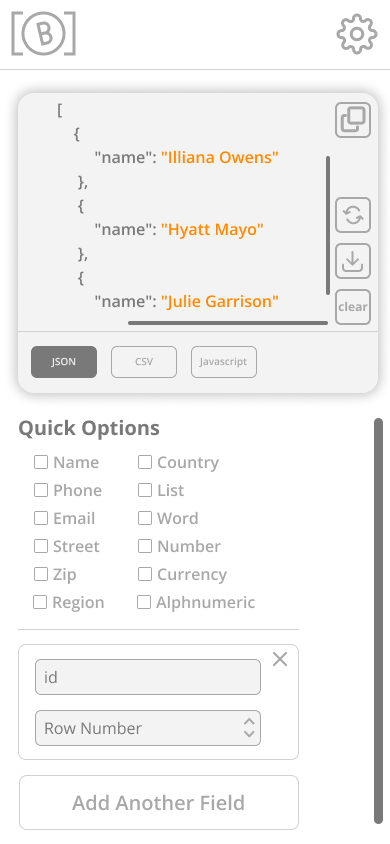 [B]
[
{
"name": "Illiana Owens"
},
{
"name": "Hyatt Mayo"
},
{
"name": "Julie Garrison"
clear
JSON CSV Javascript
Quick Options
Name Country
Phone List
Email Word
Street Number
Zip Currency
Region Alphnumeric
id
Row Number
Add Another Field